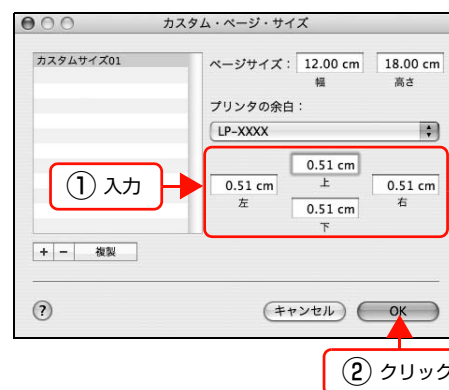 カスタム・ページ・サイズ
カスタムサイズ01
ページサイズ： 12.00 cm 18.00 cm
幅 高さ
プリンタの余白：
LP-XXXX
① 入力
0.51 cm
上
0.51 cm 0.51 cm
左 右
0.51 cm
下
+ − 複製
? キャンセル OK
② クリック